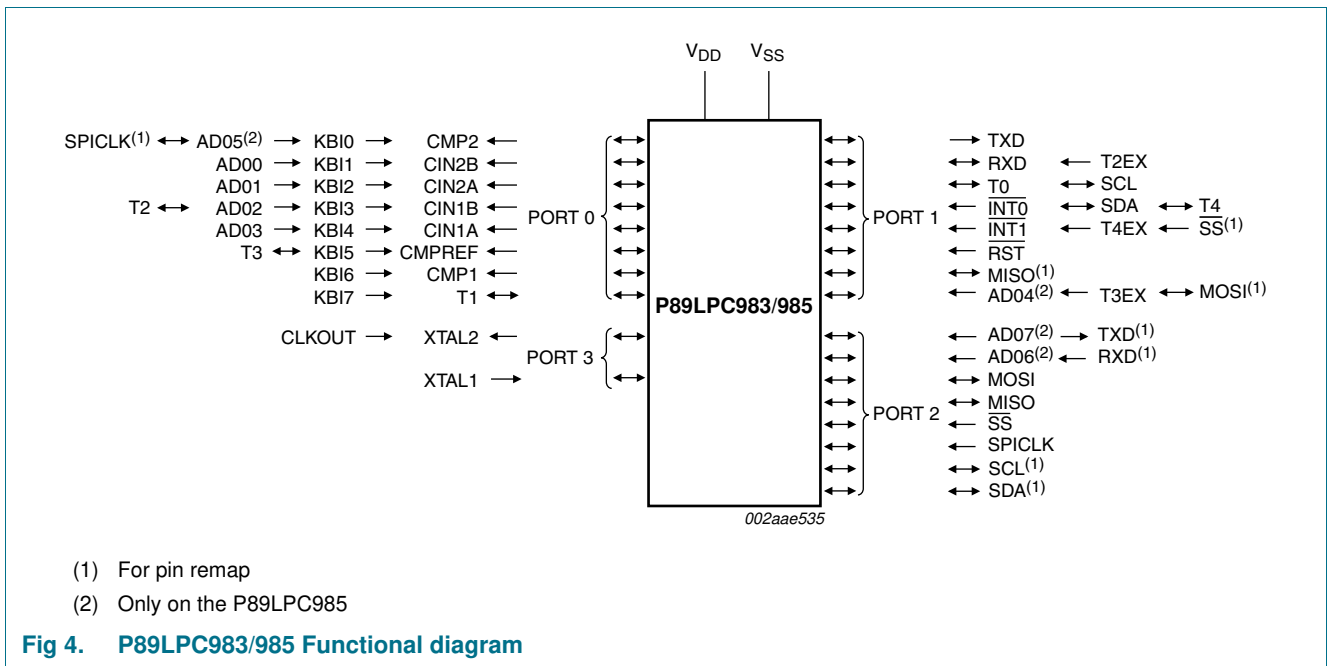 VDD VSS
SPICLK(1) AD05(2) KBI0 CMP2
AD00 KBI1 CIN2B
AD01 KBI2 CIN2A
T2 AD02 KBI3 CIN1B
AD03 KBI4 CIN1A
T3 KBI5 CMPREF
KBI6 CMP1
KBI7 T1
PORT 0
CLKOUT XTAL2
XTAL1
PORT 3
P89LPC983/985
PORT 1
TXD
RXD T2EX
T0 SCL
INT0 SDA T4
INT1 T4EX SS(1)
RST
MISO(1)
AD04(2) T3EX MOSI(1)
PORT 2
AD07(2) TXD(1)
AD06(2) RXD(1)
MOSI
MISO
SS
SPICLK
SCL(1)
SDA(1)
002aae535
(1) For pin remap
(2) Only on the P89LPC985
Fig 4. P89LPC983/985 Functional diagram